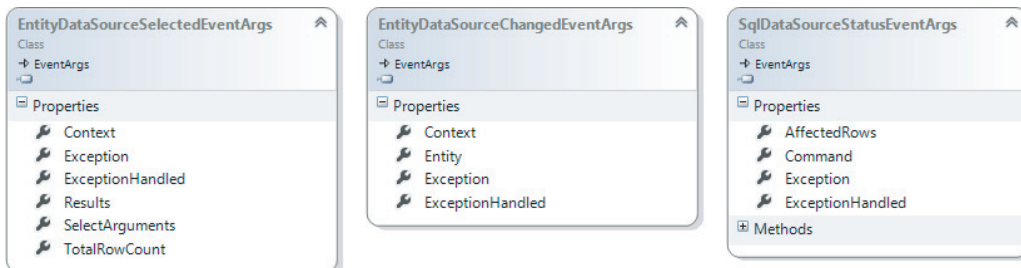 EntityDataSourceSelectedEventArgs
Class
EventArgs
Properties
Context
Exception
ExceptionHandled
Results
SelectArguments
TotalRowCount
EntityDataSourceChangedEventArgs
Class
EventArgs
Properties
Context
Entity
Exception
ExceptionHandled
SqlDataSourceStatusEventArgs
Class
EventArgs
Properties
AffectedRows
Command
Exception
ExceptionHandled
Methods